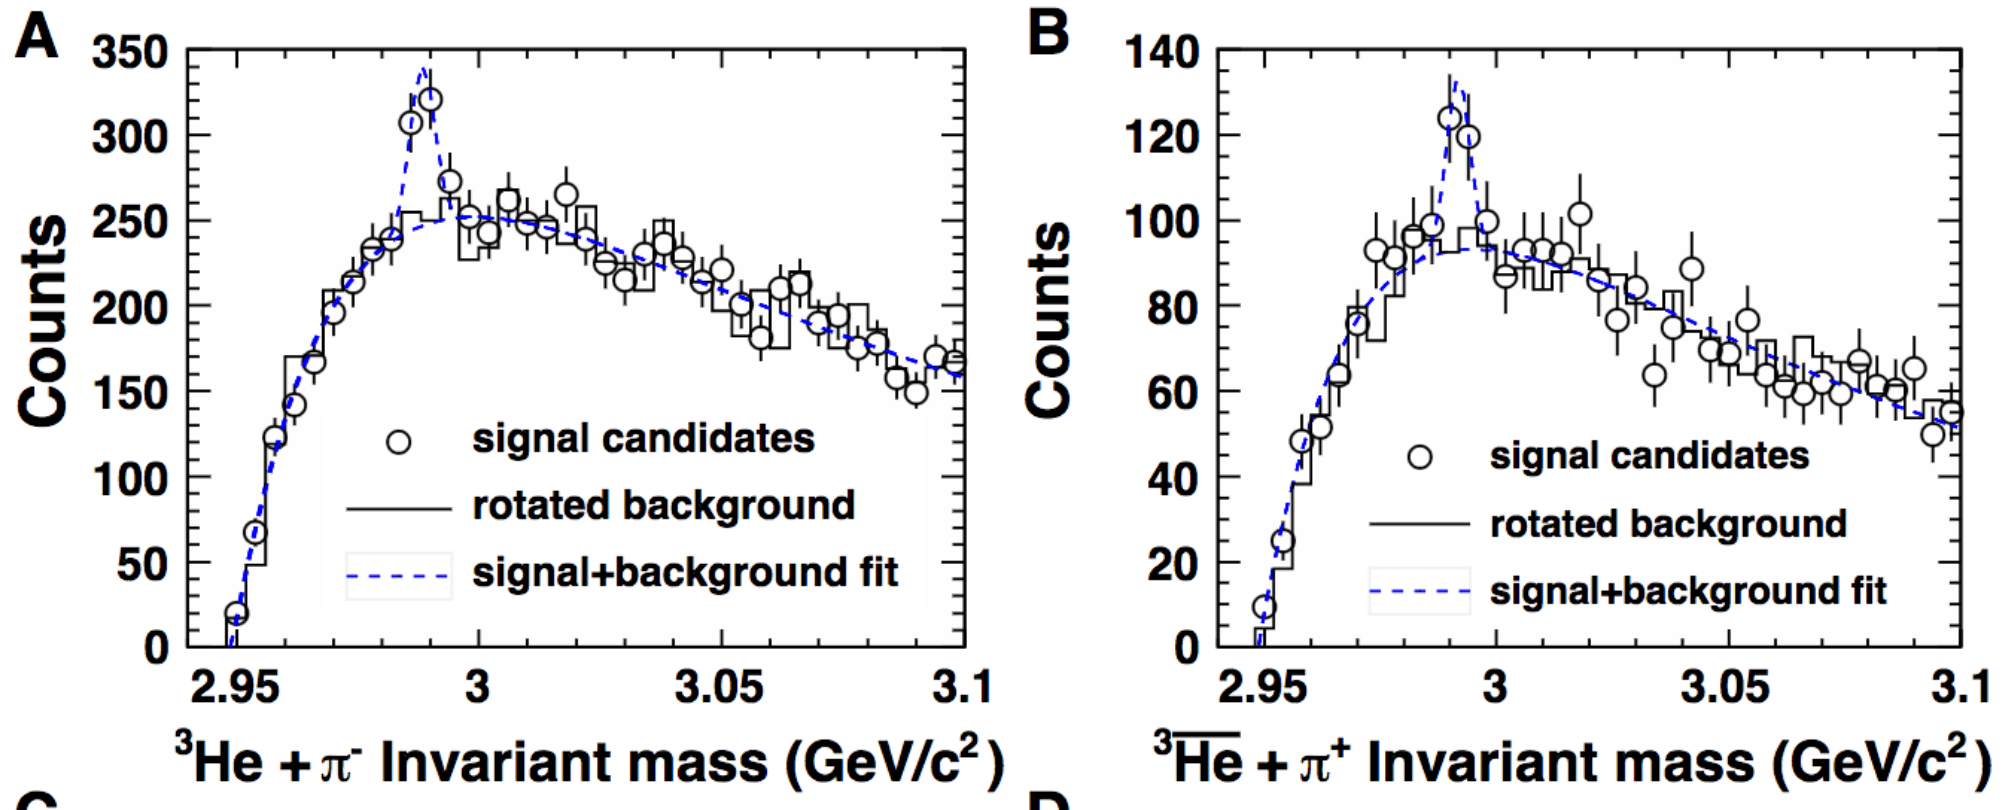 A
350
300
250
200
150
100
50
0
Counts
signal candidates
rotated background
signal+background fit
2.95 3 3.05 3.1
³He + π⁻ Invariant mass (GeV/c²)
B
140
120
100
80
60
40
20
0
Counts
signal candidates
rotated background
signal+background fit
2.95 3 3.05 3.1
³H̅e̅ + π⁺ Invariant mass (GeV/c²)